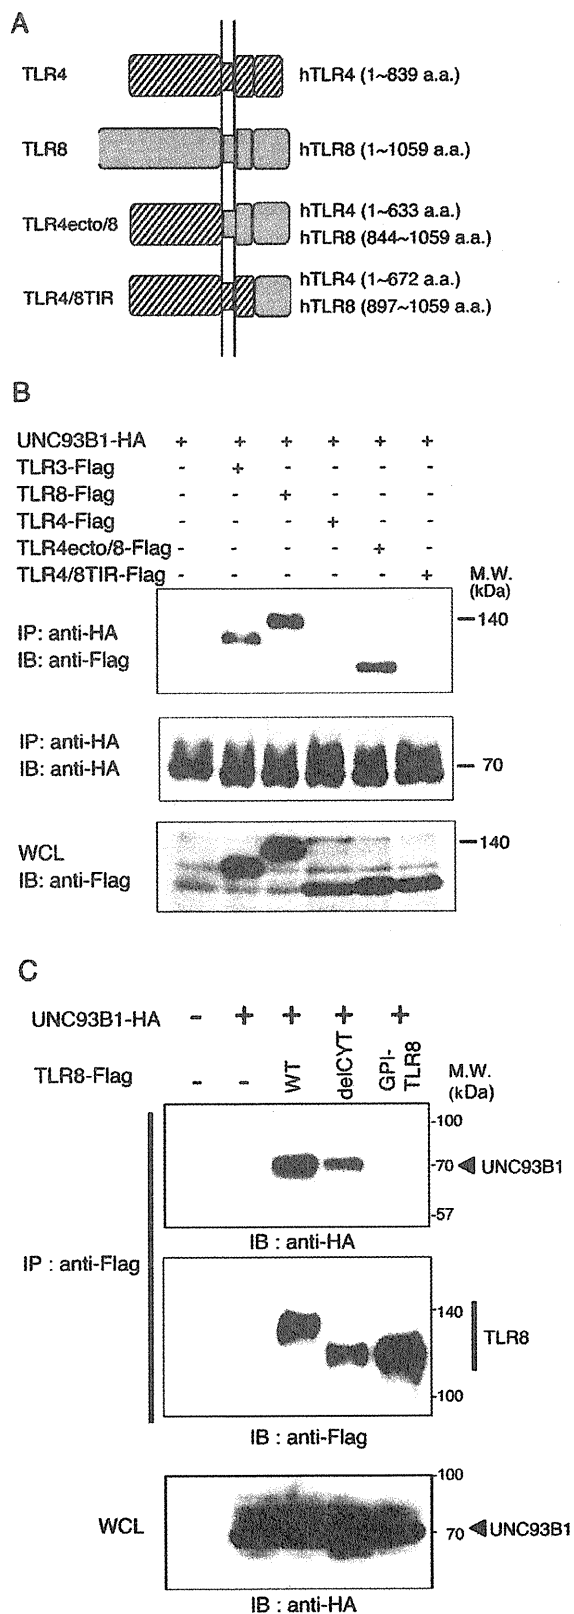 A
TLR4 hTLR4 (1~839 a.a.)
TLR8 hTLR8 (1~1059 a.a.)
TLR4ecto/8 hTLR4 (1~633 a.a.)
hTLR8 (844~1059 a.a.)
TLR4/8TIR hTLR4 (1~672 a.a.)
hTLR8 (897~1059 a.a.)
B
UNC93B1-HA + + + + + +
TLR3-Flag - + - - - -
TLR8-Flag - - + - - -
TLR4-Flag - - - + - -
TLR4ecto/8-Flag - - - - + -
TLR4/8TIR-Flag - - - - - +
M.W.
(kDa)
IP: anti-HA
IB: anti-Flag
140
IP: anti-HA
IB: anti-HA
70
WCL
IB: anti-Flag
140
C
UNC93B1-HA - + + + +
TLR8-Flag - - WT delCYT GPI-
TLR8
M.W.
(kDa)
-100
-70 UNC93B1
-57
IB : anti-HA
IP : anti-Flag
140
TLR8
100
IB : anti-Flag
WCL
100
70 UNC93B1
IB : anti-HA